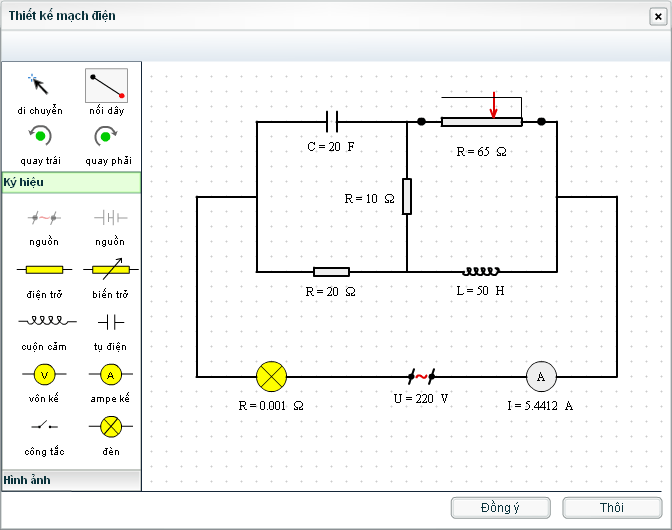 Thiết kế mạch điện
di chuyển
nối dây
quay trái
quay phải
Ký hiệu
nguồn
nguồn
điện trở
biến trở
cuộn cảm
tụ điện
V
A
vôn kế
ampe kế
công tắc
đèn
Hình ảnh
C = 20 F
R = 65 Ω
R = 10 Ω
R = 20 Ω
L = 50 H
A
R = 0.001 Ω
U = 220 V
I = 5.4412 A
Đồng ý
Thôi